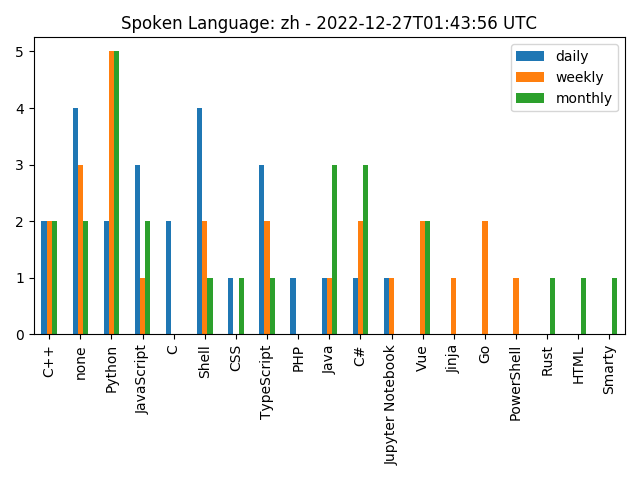 Spoken Language: zh - 2022-12-27T01:43:56 UTC
daily
weekly
monthly
5
4
3
2
1
0
C++
none
Python
JavaScript
C
Shell
CSS
TypeScript
PHP
Java
C#
Jupyter Notebook
Vue
Jinja
Go
PowerShell
Rust
HTML
Smarty